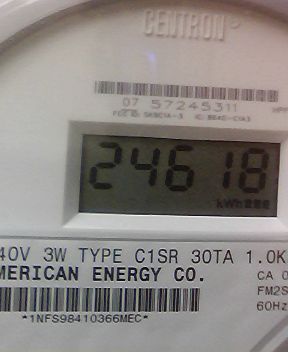 CENTRON
07 57245311
24618
kWh
40V 3W TYPE C1SR 30TA 1.0K
MERICAN ENERGY CO.
CA 0
FM2S
60Hz
*1NFS98410366MEC*